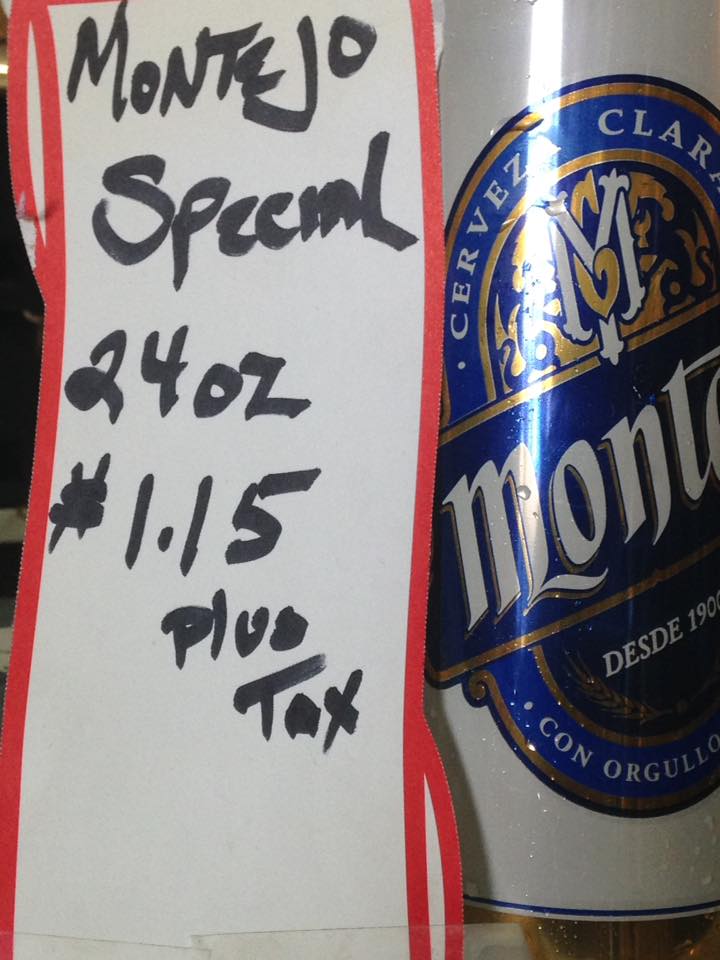 MONTEJO
Special
24oz
$1.15
plus
Tax
CERVEZA CLARA
M
Monte
DESDE 1900
CON ORGULLO